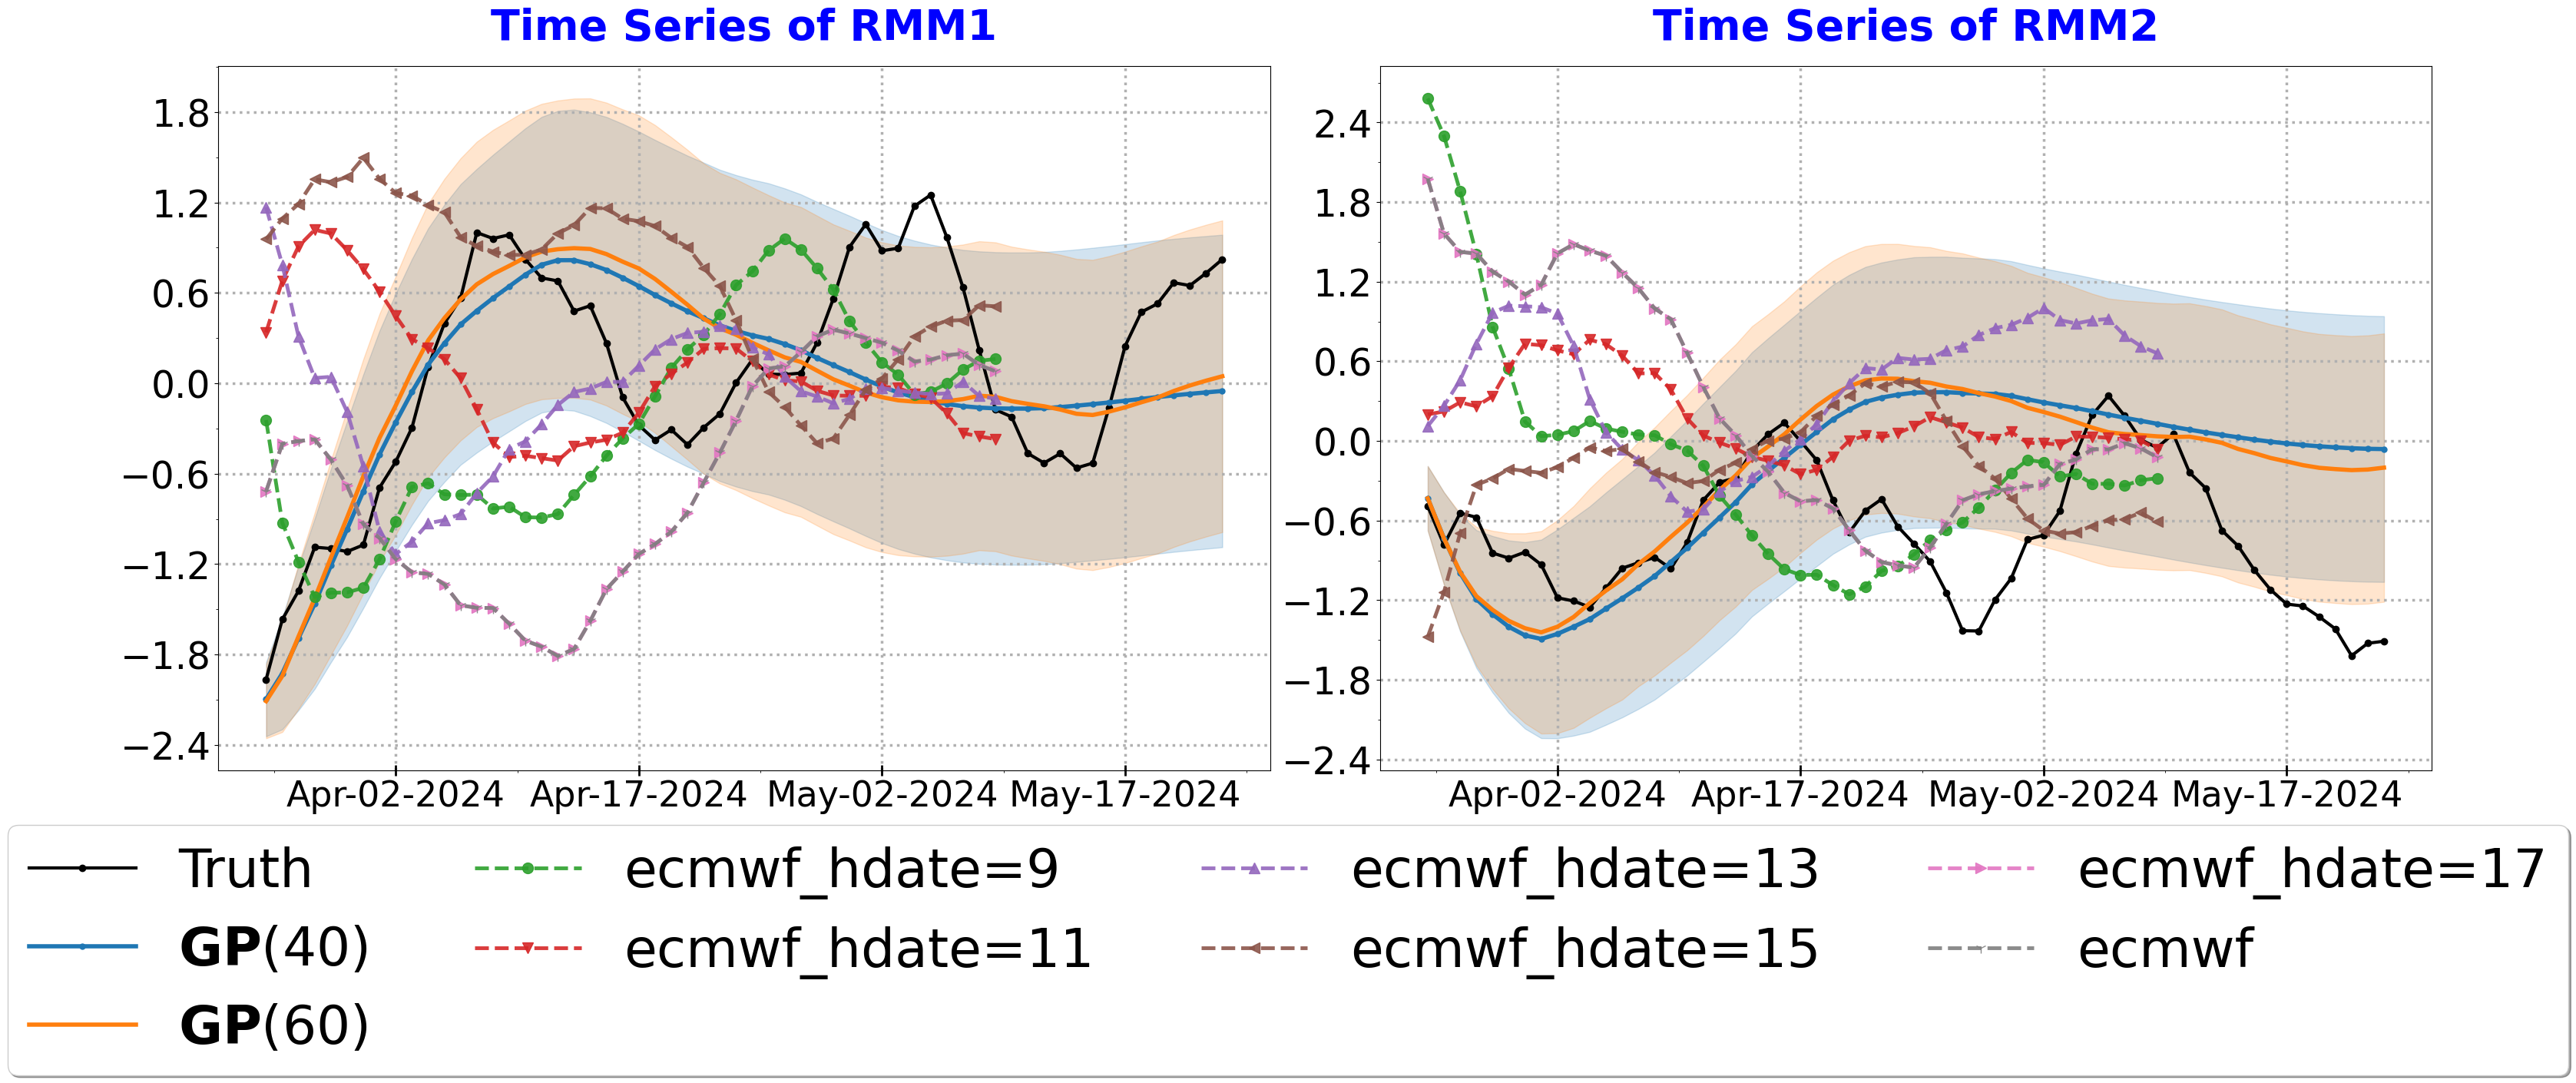 Time Series of RMM1
Time Series of RMM2
1.8
1.2
0.6
0.0
−0.6
−1.2
−1.8
−2.4
Apr-02-2024 Apr-17-2024 May-02-2024 May-17-2024
2.4
1.8
1.2
0.6
0.0
−0.6
−1.2
−1.8
−2.4
Apr-02-2024 Apr-17-2024 May-02-2024 May-17-2024
Truth
GP(40)
GP(60)
ecmwf_hdate=9
ecmwf_hdate=11
ecmwf_hdate=13
ecmwf_hdate=15
ecmwf_hdate=17
ecmwf